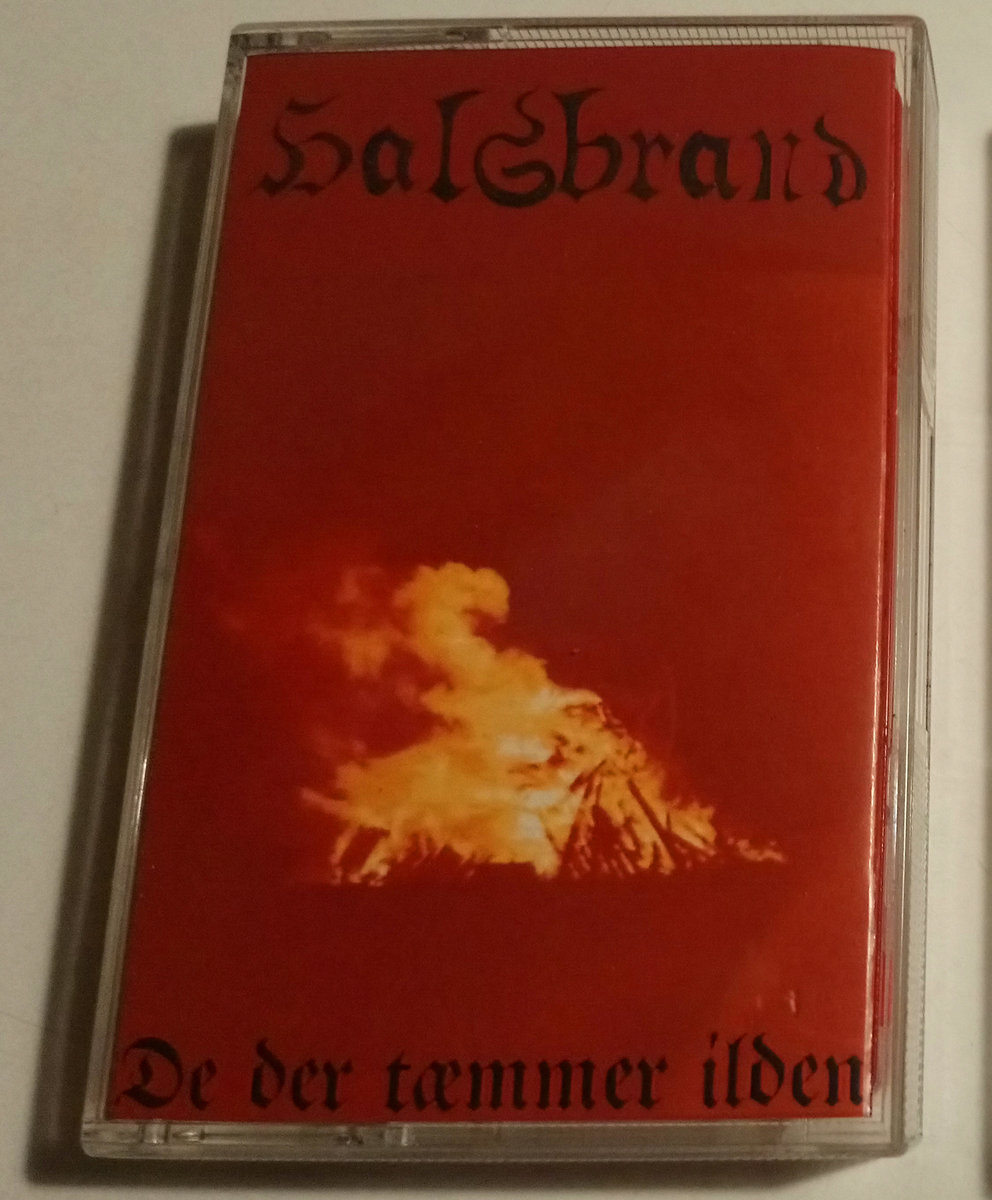 Halsbrand
De der tæmmer ilden